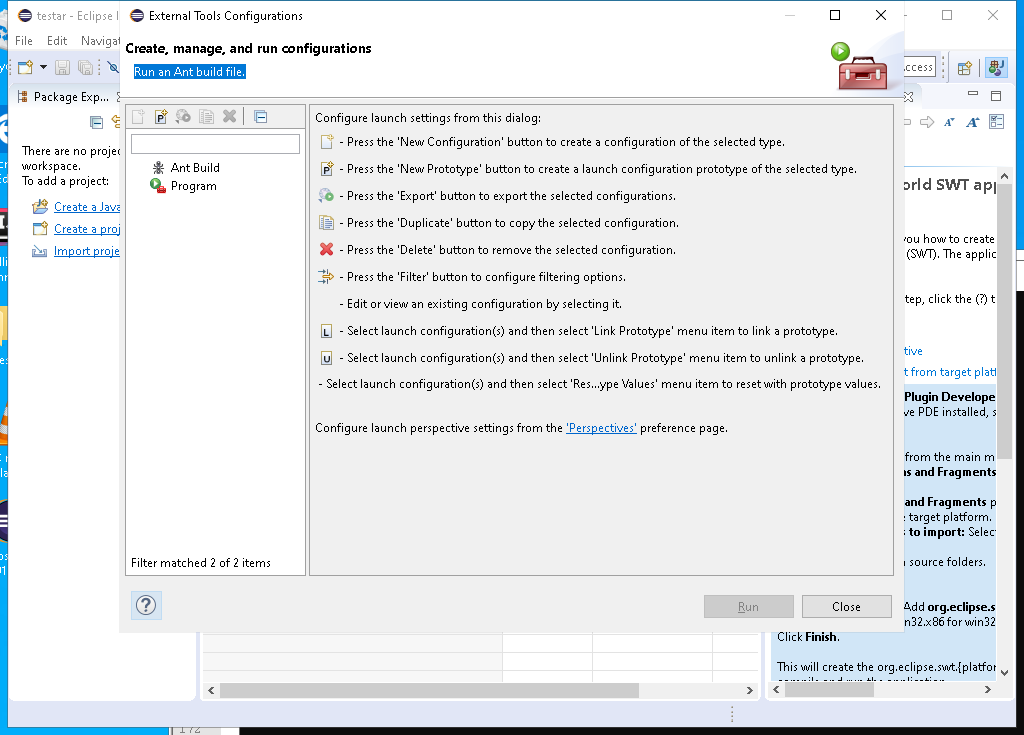 testar - Eclipse
External Tools Configurations
File Edit Navigat
Create, manage, and run configurations
Run an Ant build file.
ccess
Package Exp...
There are no projec
workspace.
To add a project:
Create a Java
Create a proj
Import proje
Ant Build
Program
Filter matched 2 of 2 items
Configure launch settings from this dialog:
- Press the 'New Configuration' button to create a configuration of the selected type.
- Press the 'New Prototype' button to create a launch configuration prototype of the selected type.
- Press the 'Export' button to export the selected configurations.
- Press the 'Duplicate' button to copy the selected configuration.
- Press the 'Delete' button to remove the selected configuration.
- Press the 'Filter' button to configure filtering options.
- Edit or view an existing configuration by selecting it.
L - Select launch configuration(s) and then select 'Link Prototype' menu item to link a prototype.
U - Select launch configuration(s) and then select 'Unlink Prototype' menu item to unlink a prototype.
- Select launch configuration(s) and then select 'Res...ype Values' menu item to reset with prototype values.
Configure launch perspective settings from the 'Perspectives' preference page.
Run Close
orld SWT app
you how to create
(SWT). The applic
tep, click the (?) t
tive
t from target platf
Plugin Develope
ve PDE installed, s
from the main m
ns and Fragments
and Fragments p
e target platform.
s to import: Selec
n source folders.
Add org.eclipse.s
n32.x86 for win32
Click Finish.
This will create the org.eclipse.swt.{platfor
compile and run the application
172